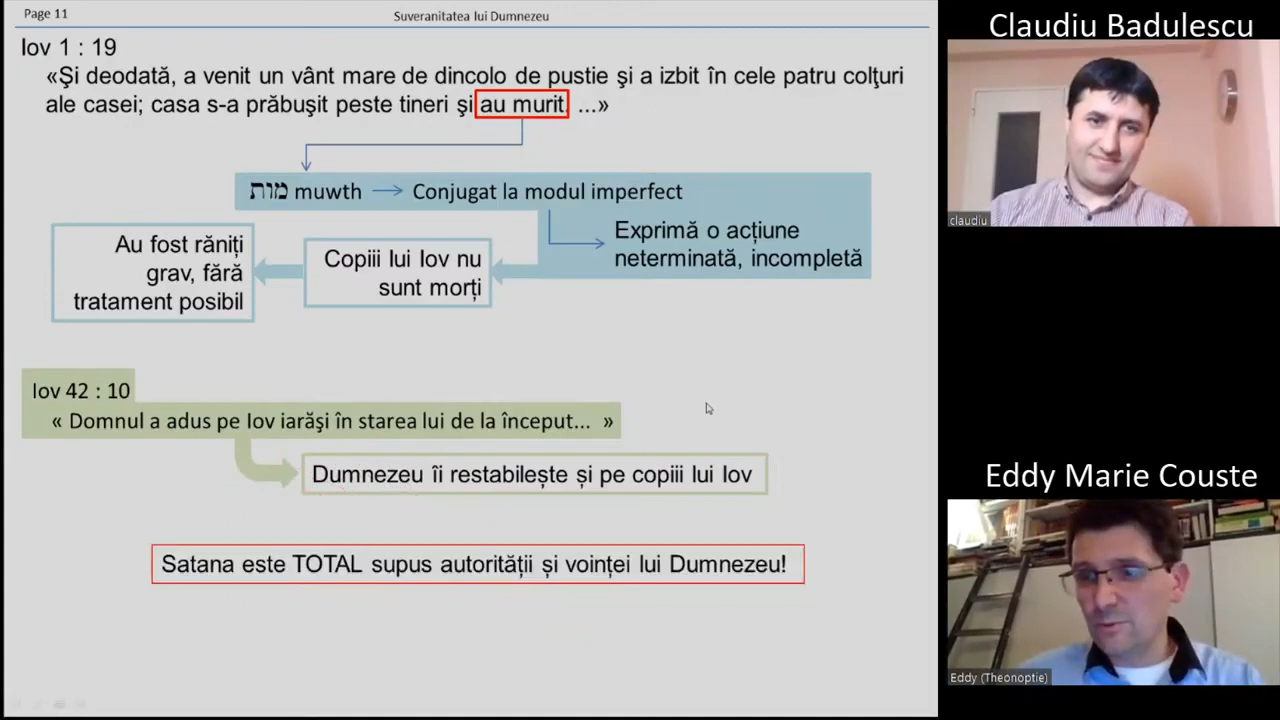 Page 11
Suveranitatea lui Dumnezeu
Iov 1 : 19
«Şi deodată, a venit un vânt mare de dincolo de pustie şi a izbit în cele patru colţuri
ale casei; casa s-a prăbuşit peste tineri şi au murit. ...»
מות muwth
Conjugat la modul imperfect
Exprimă o acțiune
neterminată, incompletă
Copiii lui Iov nu
sunt morți
Au fost răniți
grav, fără
tratament posibil
Iov 42 : 10
« Domnul a adus pe Iov iarăşi în starea lui de la început... »
Dumnezeu îi restabilește și pe copiii lui Iov
Satana este TOTAL supus autorității și voinței lui Dumnezeu!
Claudiu Badulescu
claudiu
Eddy Marie Couste
Eddy (Theonoptie)